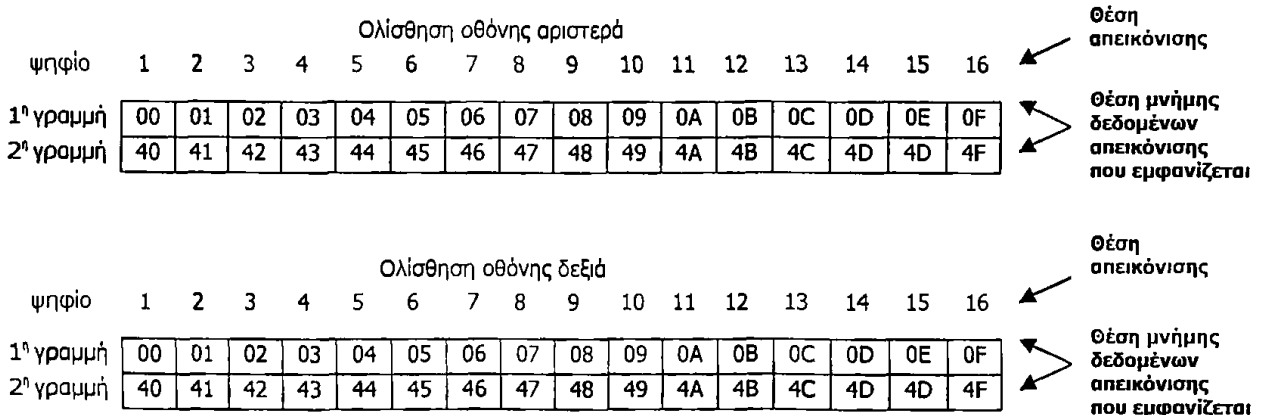 Ολίσθηση οθόνης αριστερά
Θέση
απεικόνισης
ψηφίο 1 2 3 4 5 6 7 8 9 10 11 12 13 14 15 16
1η γραμμή 00 01 02 03 04 05 06 07 08 09 0A 0B 0C 0D 0E 0F
2η γραμμή 40 41 42 43 44 45 46 47 48 49 4A 4B 4C 4D 4D 4F
Θέση μνήμης
δεδομένων
απεικόνισης
που εμφανίζεται
Ολίσθηση οθόνης δεξιά
Θέση
απεικόνισης
ψηφίο 1 2 3 4 5 6 7 8 9 10 11 12 13 14 15 16
1η γραμμή 00 01 02 03 04 05 06 07 08 09 0A 0B 0C 0D 0E 0F
2η γραμμή 40 41 42 43 44 45 46 47 48 49 4A 4B 4C 4D 4D 4F
Θέση μνήμης
δεδομένων
απεικόνισης
που εμφανίζεται